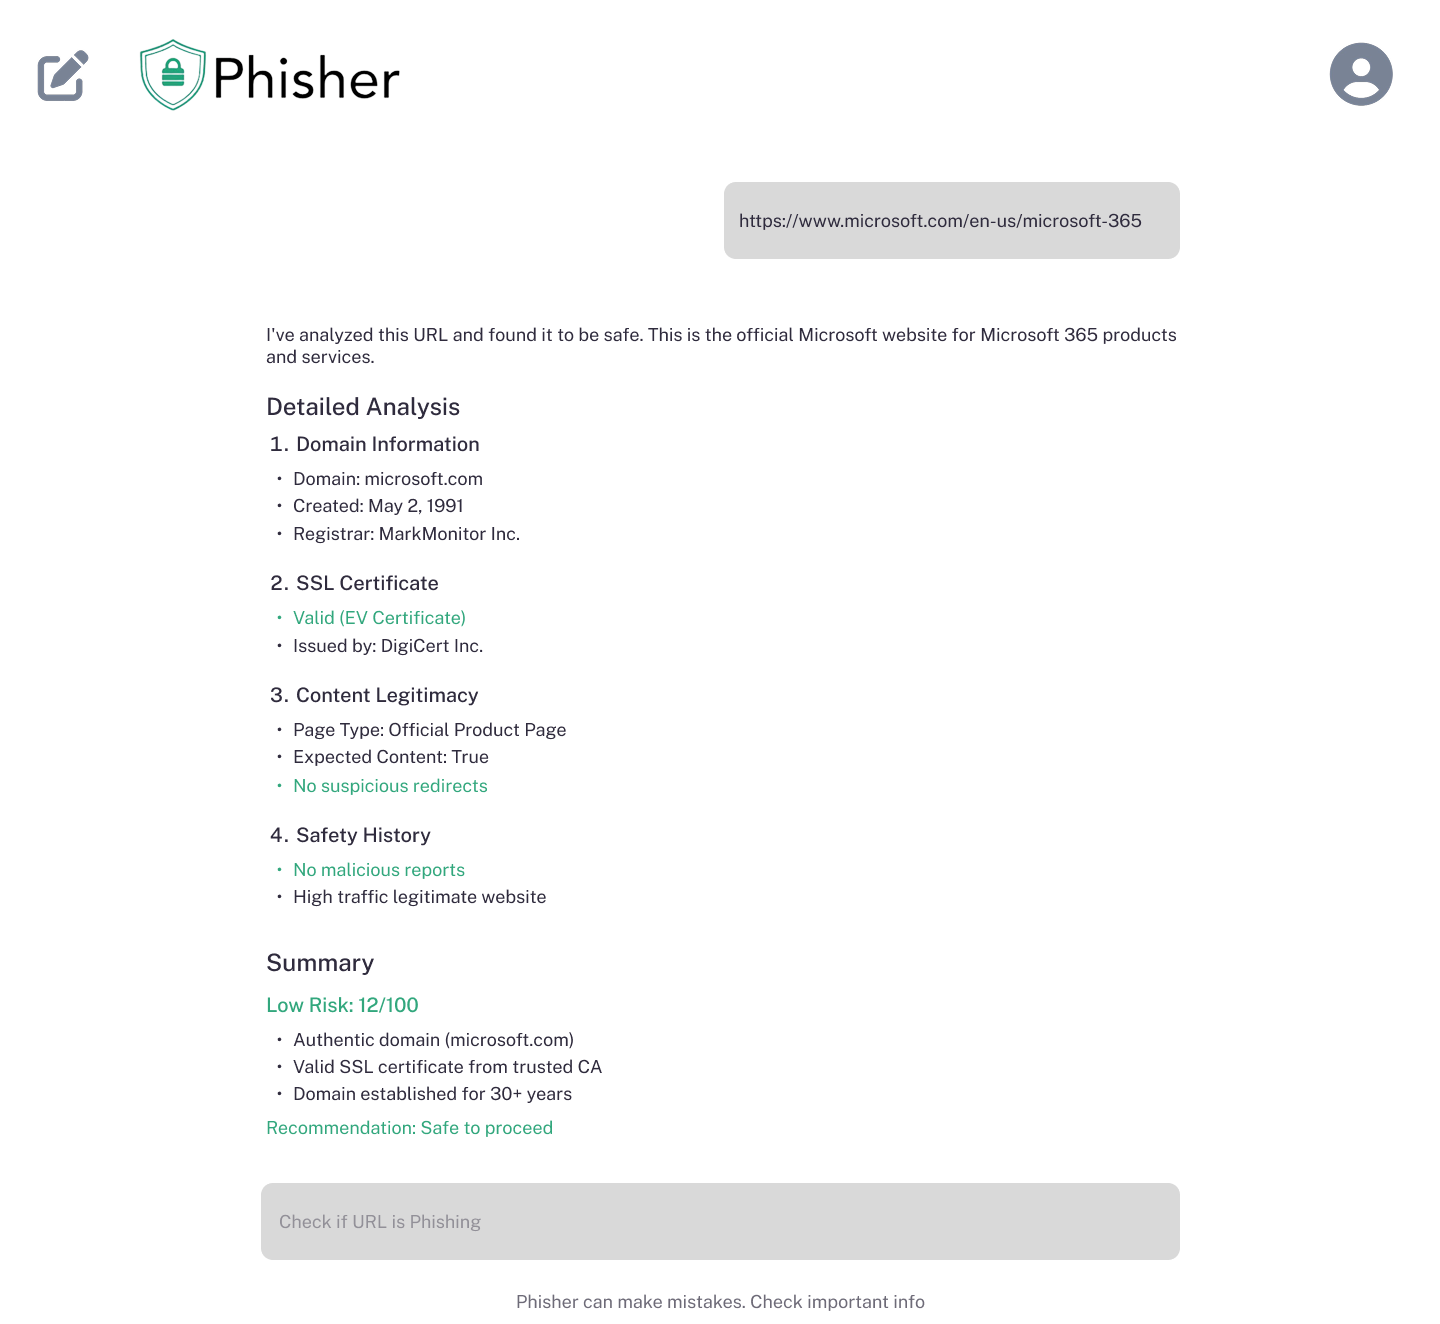 Phisher
https://www.microsoft.com/en-us/microsoft-365
I've analyzed this URL and found it to be safe. This is the official Microsoft website for Microsoft 365 products
and services.
Detailed Analysis
1. Domain Information
• Domain: microsoft.com
• Created: May 2, 1991
• Registrar: MarkMonitor Inc.
2. SSL Certificate
• Valid (EV Certificate)
• Issued by: DigiCert Inc.
3. Content Legitimacy
• Page Type: Official Product Page
• Expected Content: True
• No suspicious redirects
4. Safety History
• No malicious reports
• High traffic legitimate website
Summary
Low Risk: 12/100
• Authentic domain (microsoft.com)
• Valid SSL certificate from trusted CA
• Domain established for 30+ years
Recommendation: Safe to proceed
Check if URL is Phishing
Phisher can make mistakes. Check important info